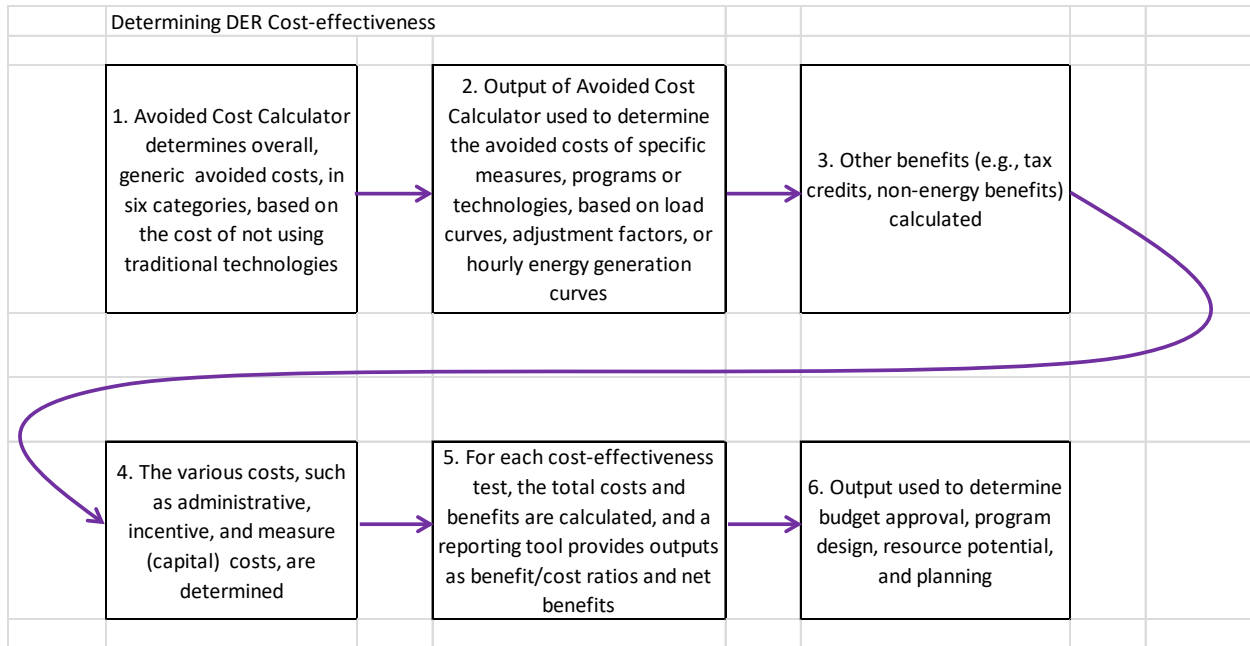 Determining DER Cost-effectiveness
1. Avoided Cost Calculator
determines overall,
generic  avoided costs, in
six categories, based on
the cost of not using
traditional technologies
2. Output of Avoided Cost
Calculator used to determine
the avoided costs of specific
measures, programs or
technologies, based on load
curves, adjustment factors, or
hourly energy generation
curves
3. Other benefits (e.g., tax
credits, non-energy benefits)
calculated
4. The various costs, such
as administrative,
incentive, and measure
(capital)  costs, are
determined
5. For each cost-effectiveness
test, the total costs and
benefits are calculated, and a
reporting tool provides outputs
as benefit/cost ratios and net
benefits
6. Output used to determine
budget approval, program
design, resource potential,
and planning